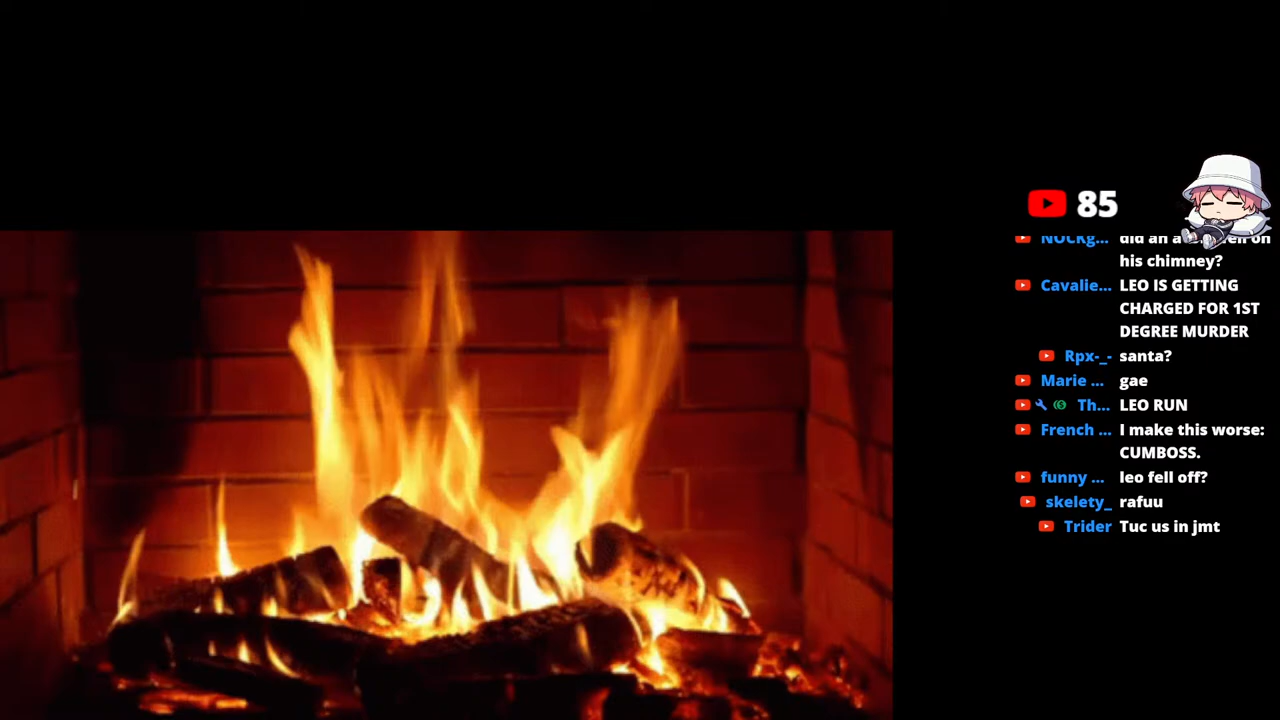 85
NOCKg... did an a
his chimney?
Cavalie... LEO IS GETTING
CHARGED FOR 1ST
DEGREE MURDER
Rpx-_- santa?
Marie ... gae
Th... LEO RUN
French ... I make this worse:
CUMBOSS.
funny ... leo fell off?
skelety_ rafuu
Trider Tuc us in jmt